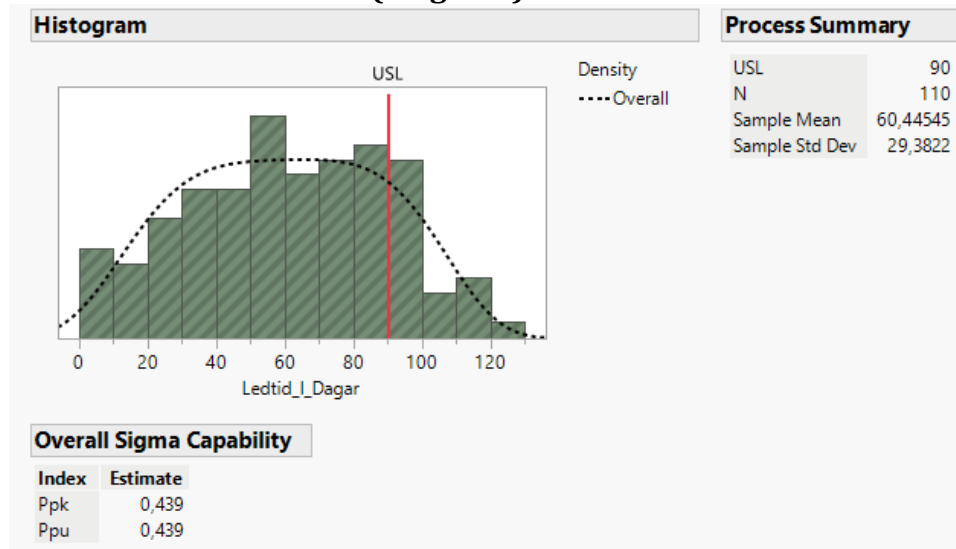 Histogram
USL
Density
Overall
0 20 40 60 80 100 120
Ledtid_I_Dagar
Process Summary
USL 90
N 110
Sample Mean 60,44545
Sample Std Dev 29,3822
Overall Sigma Capability
Index Estimate
Ppk 0,439
Ppu 0,439